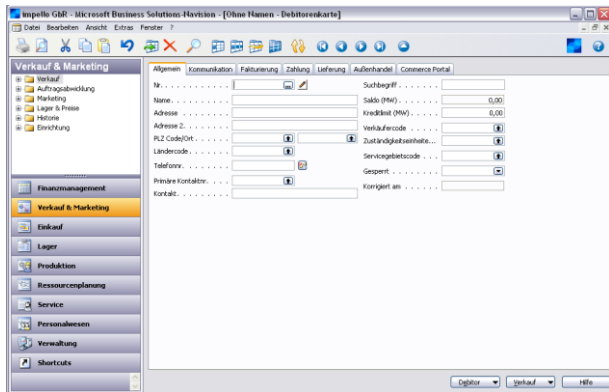 impello GbR - Microsoft Business Solutions-Navision - [Ohne Namen - Debitorenkarte]
Datei Bearbeiten Ansicht Extras Fenster ?
Verkauf & Marketing
Verkauf
Auftragsabwicklung
Marketing
Lager & Preise
Historie
Einrichtung
Finanzmanagement
Verkauf & Marketing
Einkauf
Lager
Produktion
Ressourcenplanung
Service
Personalwesen
Verwaltung
Shortcuts
Allgemein Kommunikation Fakturierung Zahlung Lieferung Außenhandel Commerce Portal
Nr. . . . . . . . . . . .
Name. . . . . . . . . .
Adresse . . . . . . . .
Adresse 2. . . . . . .
PLZ Code/Ort . . . . .
Ländercode . . . . . .
Telefonnr. . . . . . . .
Primäre Kontaktnr. . . . .
Kontakt. . . . . . . . .
Suchbegriff . . . . . .
Saldo (MW) . . . . . . 0,00
Kreditlimit (MW) . . . . 0,00
Verkäufercode . . . . .
Zuständigkeitseinheite...
Servicegebietscode . . .
Gesperrt . . . . . . . .
Korrigiert am . . . . . .
Debitor Verkauf Hilfe